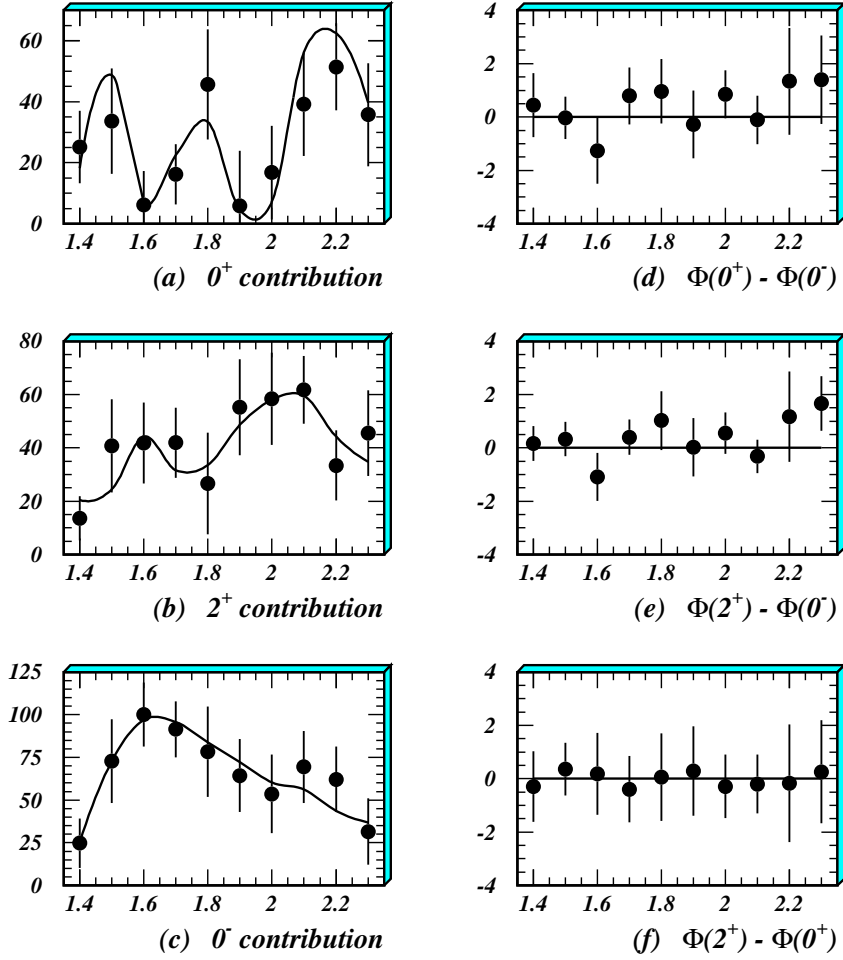 60
40
20
0
1.4 1.6 1.8 2 2.2
(a) 0⁺ contribution
4
2
0
-2
-4
1.4 1.6 1.8 2 2.2
(d) Φ(0⁺) - Φ(0⁻)
80
60
40
20
0
1.4 1.6 1.8 2 2.2
(b) 2⁺ contribution
4
2
0
-2
-4
1.4 1.6 1.8 2 2.2
(e) Φ(2⁺) - Φ(0⁻)
125
100
75
50
25
0
1.4 1.6 1.8 2 2.2
(c) 0⁻ contribution
4
2
0
-2
-4
1.4 1.6 1.8 2 2.2
(f) Φ(2⁺) - Φ(0⁺)